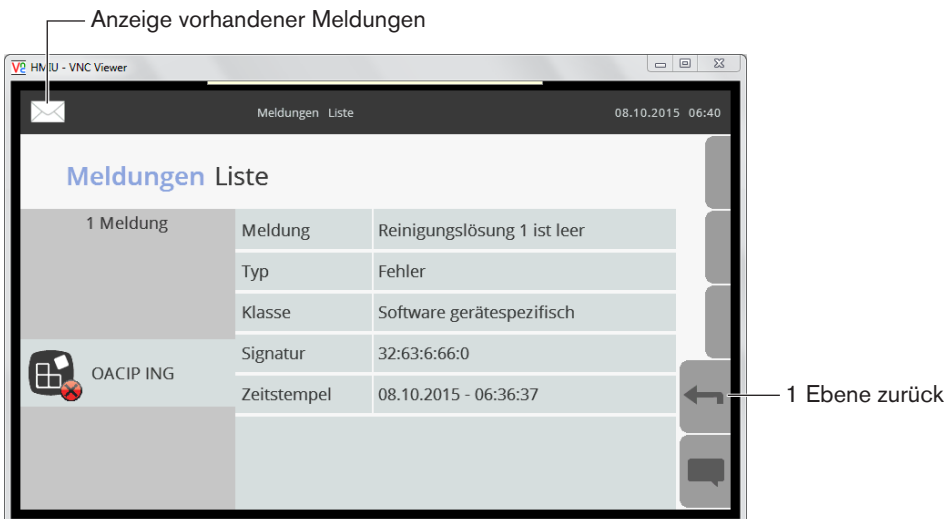 Anzeige vorhandener Meldungen
HMIU - VNC Viewer
Meldungen Liste 08.10.2015 06:40
Meldungen Liste
1 Meldung
Meldung Reinigungslösung 1 ist leer
Typ Fehler
Klasse Software gerätespezifisch
Signatur 32:63:6:66:0
OACIP ING
Zeitstempel 08.10.2015 - 06:36:37
1 Ebene zurück